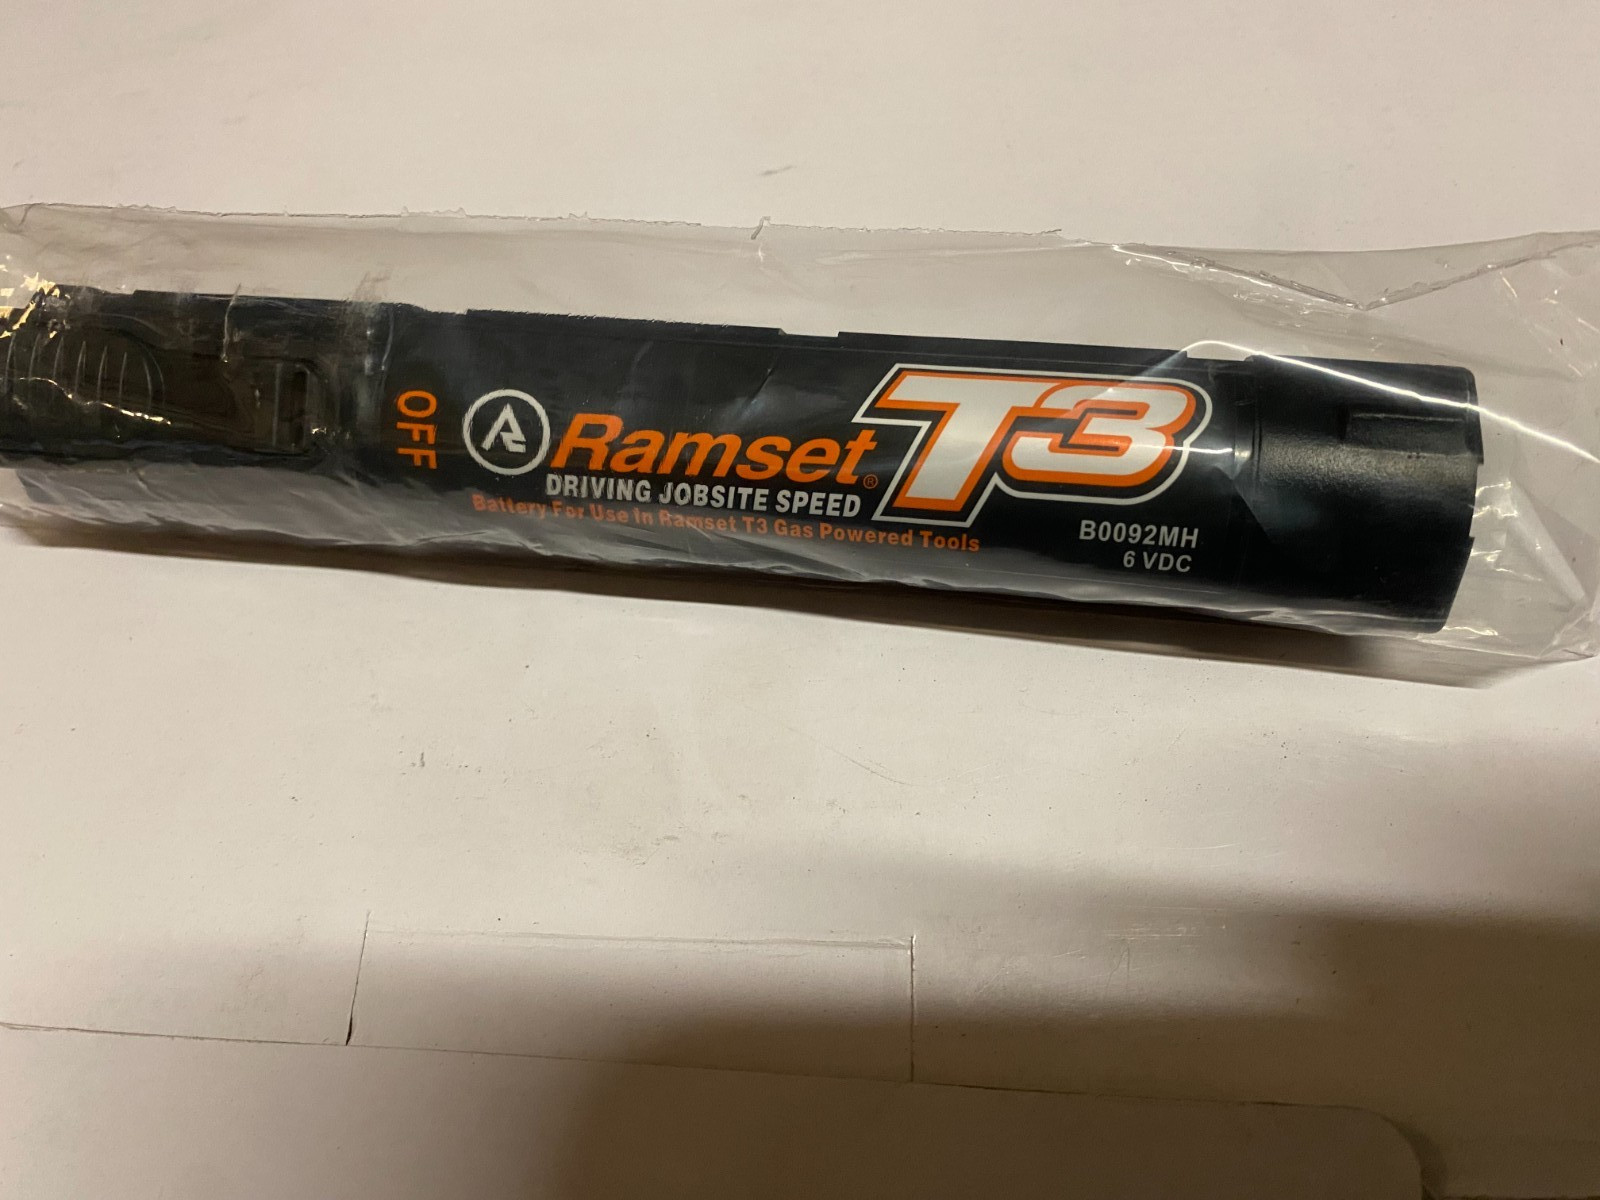 OFF
Ramset®
T3
DRIVING JOBSITE SPEED
Battery For Use In Ramset T3 Gas Powered Tools
B0092MH
6 VDC